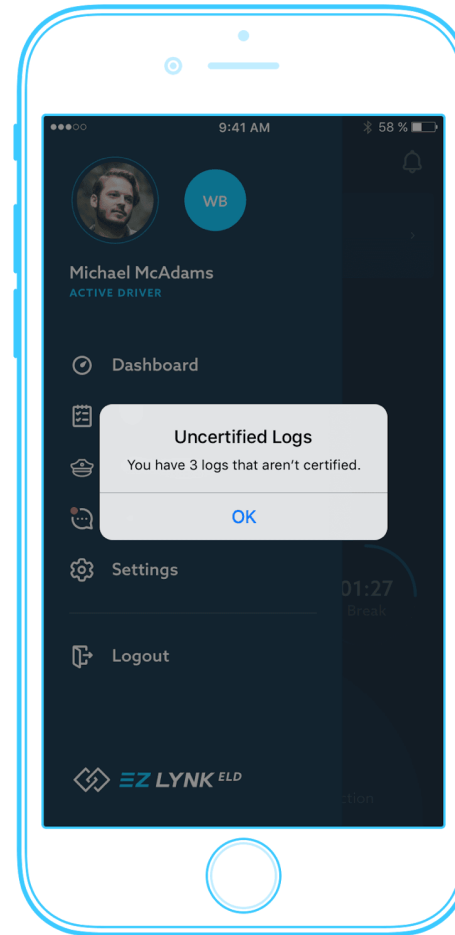 9:41 AM
58 %
WB
Michael McAdams
ACTIVE DRIVER
Dashboard
Uncertified Logs
You have 3 logs that aren't certified.
OK
Settings
01:27
Break
Logout
EZ LYNK ELD
ction